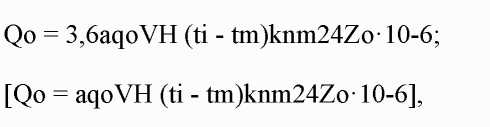 Qo = 3,6aqoVH (ti - tm)knm24Zo·10-6;
[Qo = aqoVH (ti - tm)knm24Zo·10-6],